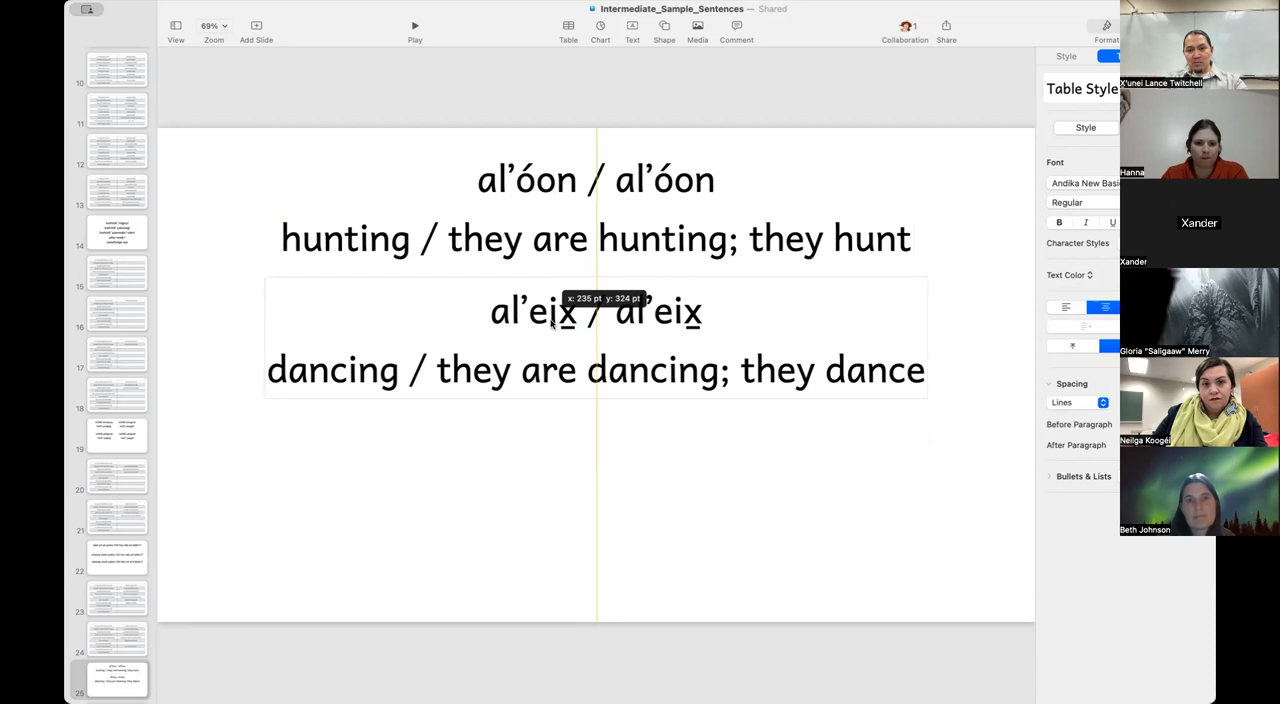 Intermediate_Sample_Sentences — Shared
69%
View
Zoom
Add Slide
Play
Table
Chart
Text
Shape
Media
Comment
1
Collaboration
Share
Format
10
11
12
13
14
15
16
17
18
19
20
21
22
23
24
25
al’óon / al’óon
hunting / they are hunting; they hunt
x: 235 pt y: 324 pt
al’eix̲ / al’eix̲
dancing / they are dancing; they dance
Style
T
Table Style
Style
Font
Andika New Basi
Regular
B I U
Character Styles
Text Color
Spacing
Lines
Before Paragraph
After Paragraph
Bullets & Lists
X'unei Lance Twitchell
Hanna
Xander
Xander
Gloria "Saligaaw" Merry
Neilga Koogéi
Beth Johnson